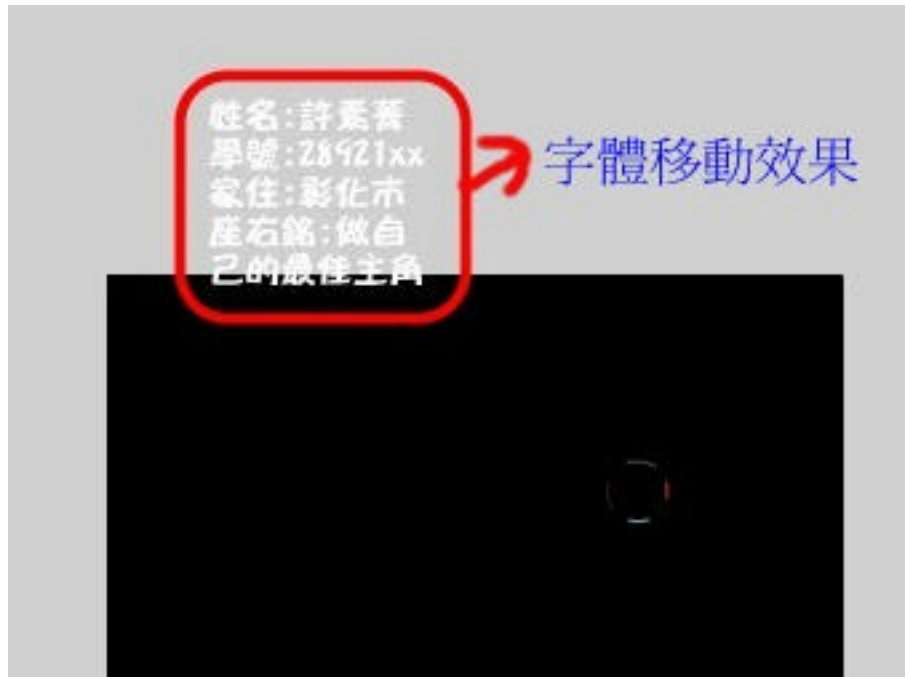 姓名:許素菁
學號:28921xx
家住:彰化市
座右銘:做自
己的最佳主角
字體移動效果